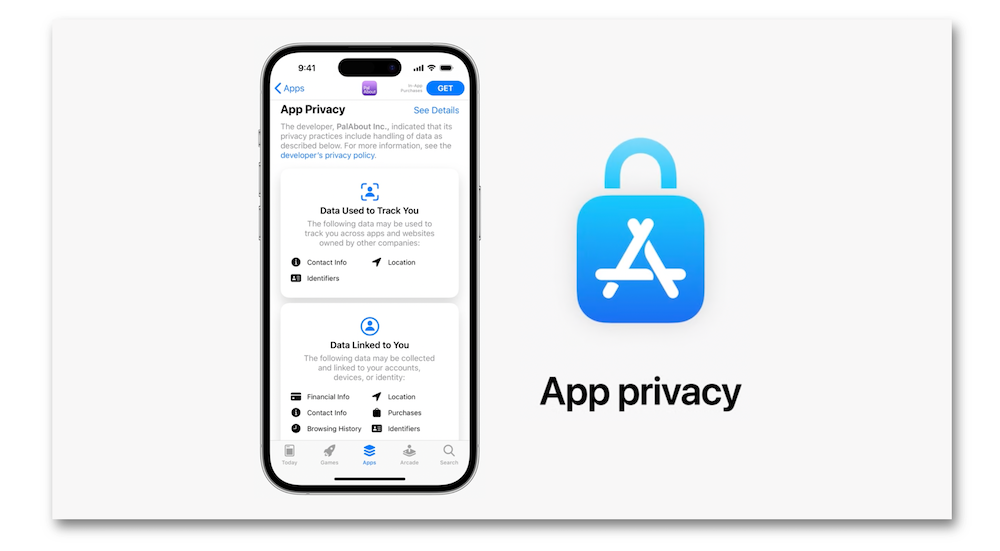 9:41
Apps
Pal
About
In-App
Purchases
GET
App Privacy
See Details
The developer, PalAbout Inc., indicated that its
privacy practices include handling of data as
described below. For more information, see the
developer's privacy policy.
Data Used to Track You
The following data may be used to
track you across apps and websites
owned by other companies:
Contact Info
Location
Identifiers
Data Linked to You
The following data may be collected
and linked to your accounts,
devices, or identity:
Financial Info
Location
Contact Info
Purchases
Browsing History
Identifiers
Today
Games
Apps
Arcade
Search
App privacy